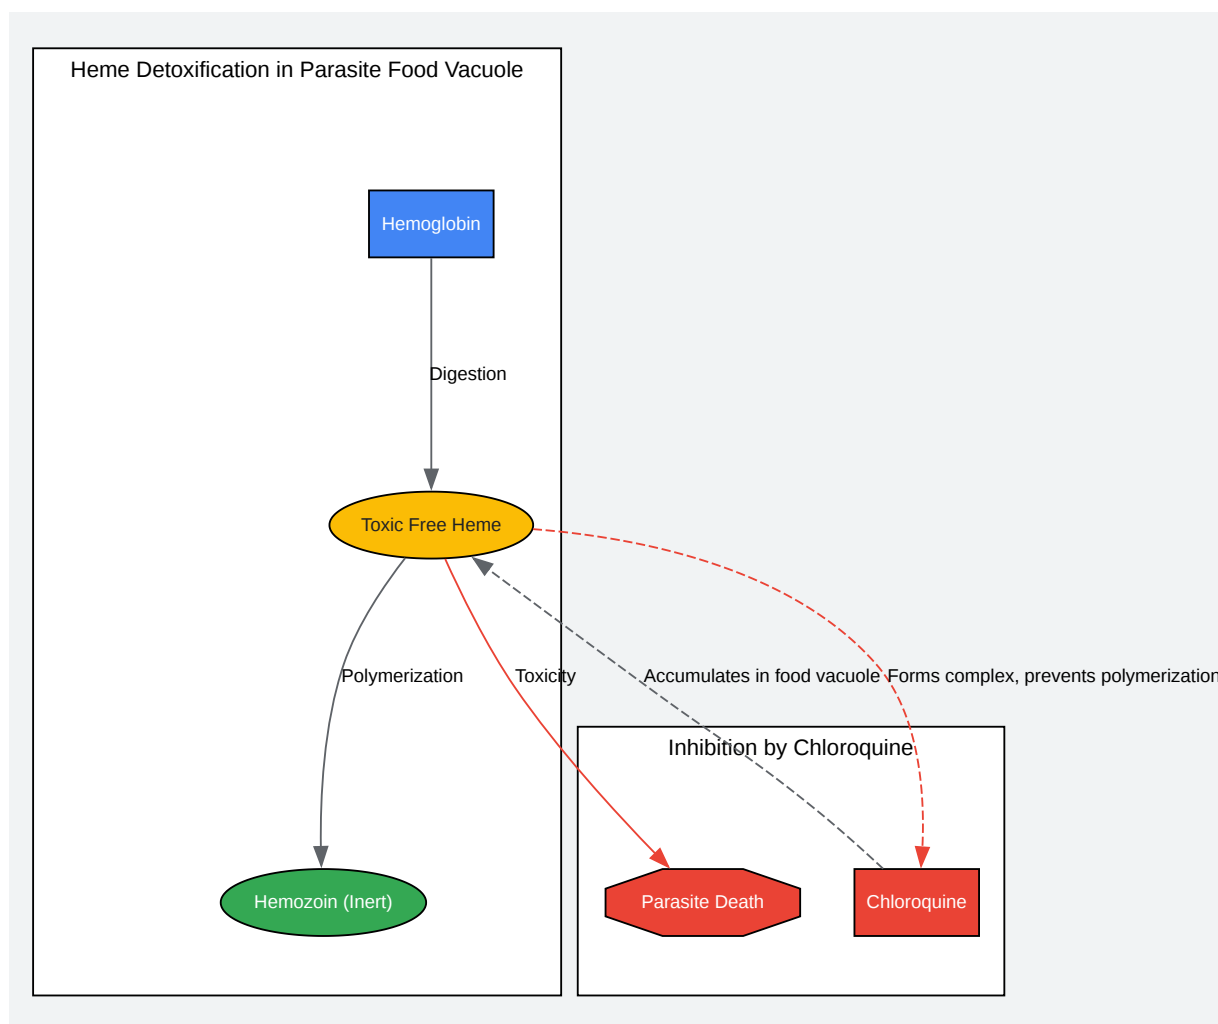 Heme Detoxification in Parasite Food Vacuole
Hemoglobin
Digestion
Toxic Free Heme
Polymerization
Toxicity
Accumulates in food vacuole
Forms complex, prevents polymerization
Inhibition by Chloroquine
Hemozoin (Inert)
Parasite Death
Chloroquine